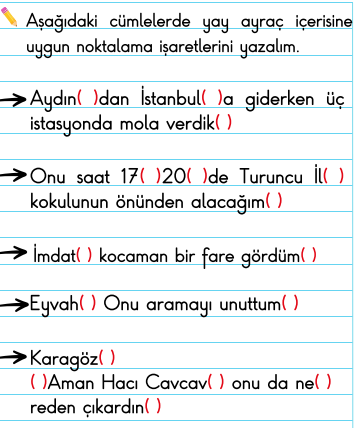 Aşağıdaki cümlelerde yay ayraç içerisine
uygun noktalama işaretlerini yazalım.
Aydın( )dan İstanbul( )a giderken üç
istasyonda mola verdik( )
Onu saat 17( )20( )de Turuncu İl( )
kokulunun önünden alacağım( )
İmdat( ) kocaman bir fare gördüm( )
Eyvah( ) Onu aramayı unuttum( )
Karagöz( )
( )Aman Hacı Cavcav( ) onu da ne( )
reden çıkardın( )